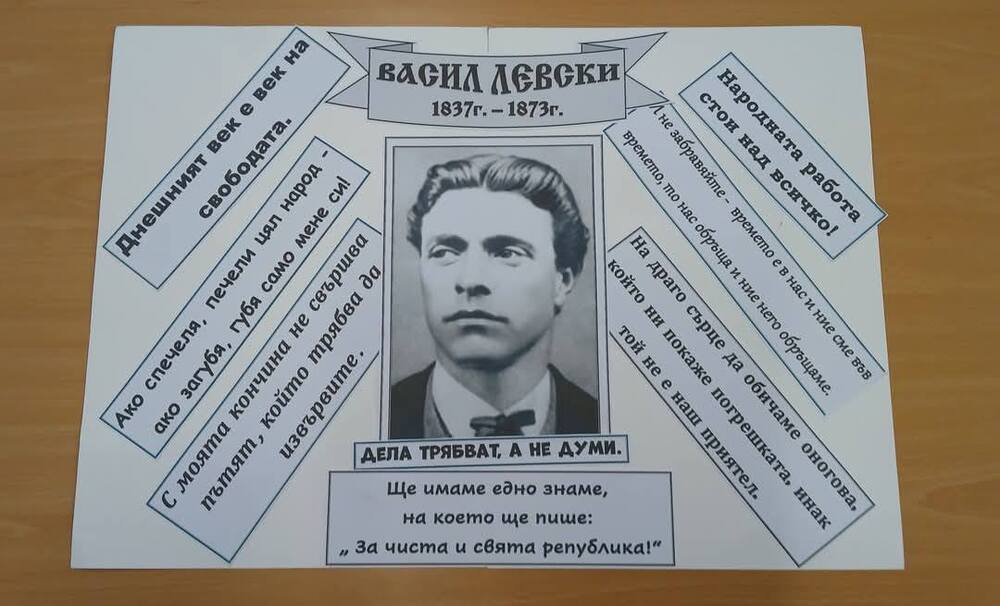 ВАСИЛ ЛЕВСКИ
1837г. – 1873г.
Днешният век е век на
свободата.
Ако спечеля, печели цял народ -
ако загубя, губя само мене си!
С моята кончина не свършва
пътят, който трябва да
извървите.
Народната работа
стои над всичко!
И не забравяйте - времето е в нас и ние сме във
времето, то нас обръща и ние него обръщаме.
На драго сърце да обичаме оногова,
който ни покаже погрешката, инак
той не е наш приятел.
ДЕЛА ТРЯБВАТ, А НЕ ДУМИ.
Ще имаме едно знаме,
на което ще пише:
„ За чиста и свята република!“